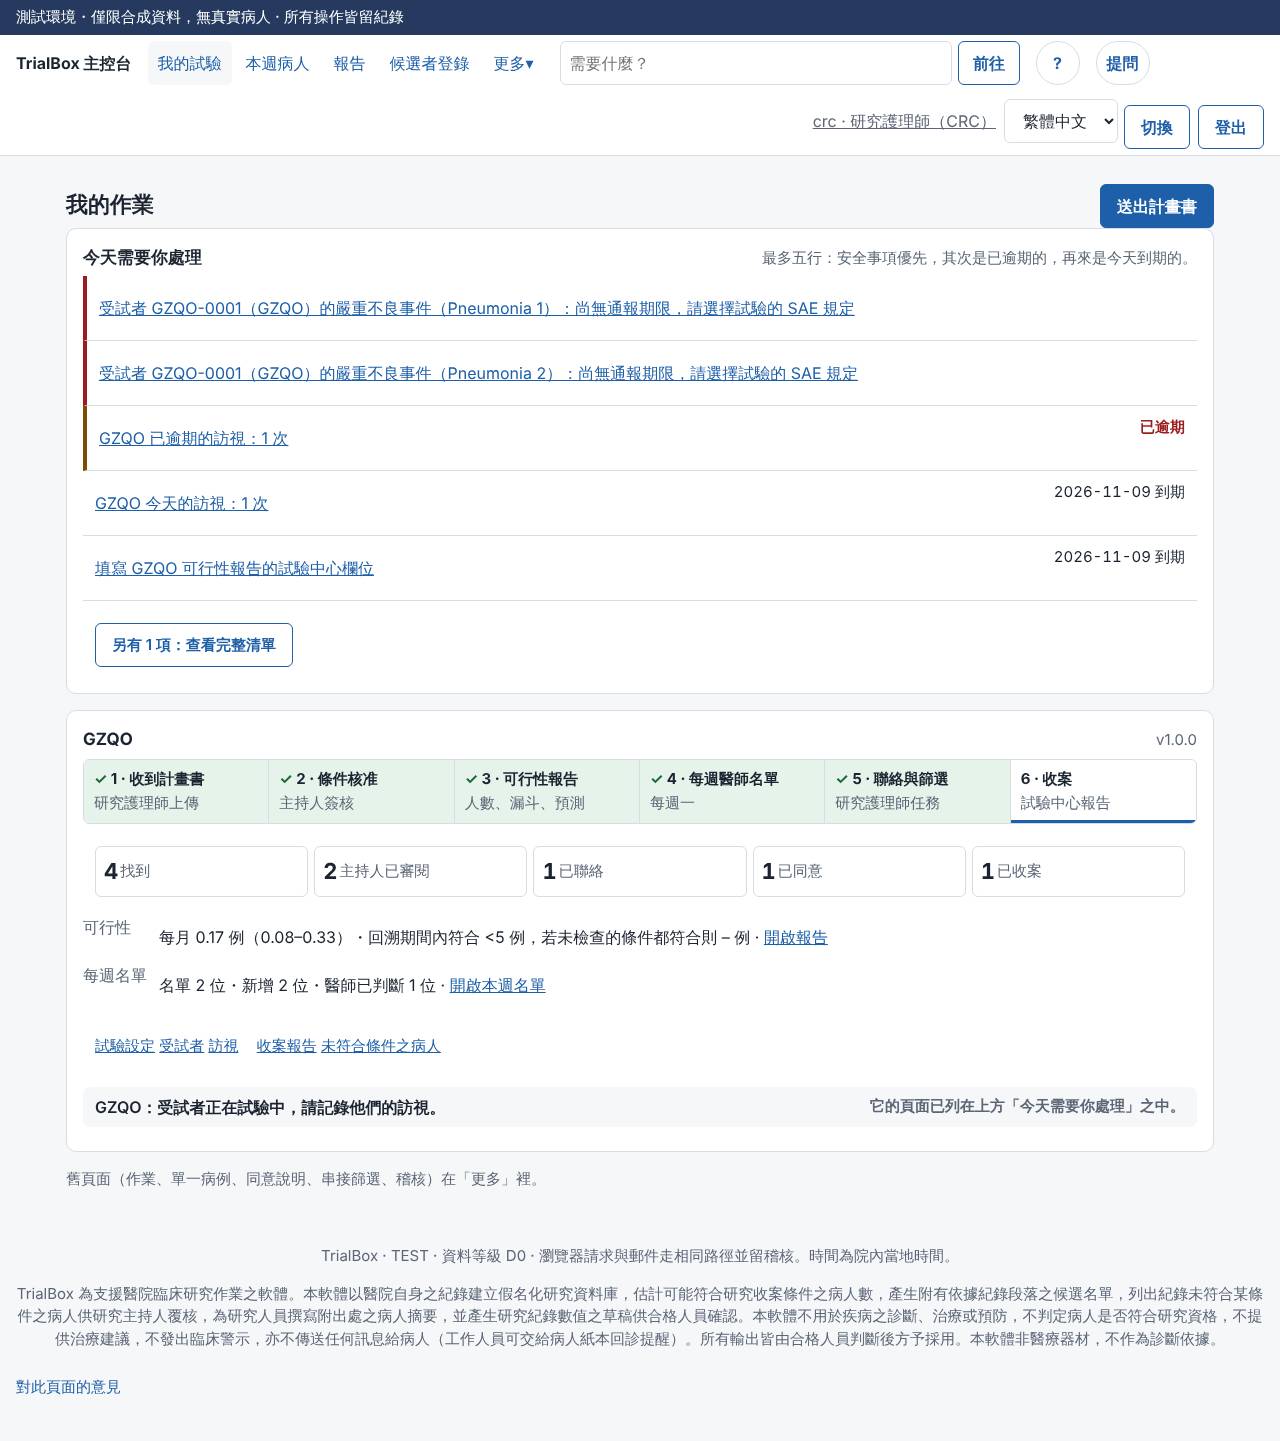 測試環境・僅限合成資料，無真實病人 · 所有操作皆留紀錄
TrialBox 主控台 我的試驗 本週病人 報告 候選者登錄 更多▾ 需要什麼？ 前往 ? 提問
crc · 研究護理師（CRC） 繁體中文 切換 登出
我的作業 送出計畫書
今天需要你處理 最多五行：安全事項優先，其次是已逾期的，再來是今天到期的。
受試者 GZQO-0001（GZQO）的嚴重不良事件（Pneumonia 1）：尚無通報期限，請選擇試驗的 SAE 規定
受試者 GZQO-0001（GZQO）的嚴重不良事件（Pneumonia 2）：尚無通報期限，請選擇試驗的 SAE 規定
GZQO 已逾期的訪視：1 次 已逾期
GZQO 今天的訪視：1 次 2026-11-09 到期
填寫 GZQO 可行性報告的試驗中心欄位 2026-11-09 到期
另有 1 項：查看完整清單
GZQO v1.0.0
✓ 1 · 收到計畫書 ✓ 2 · 條件核准 ✓ 3 · 可行性報告 ✓ 4 · 每週醫師名單 ✓ 5 · 聯絡與篩選 6 · 收案
研究護理師上傳 主持人簽核 人數、漏斗、預測 每週一 研究護理師任務 試驗中心報告
4 找到 2 主持人已審閱 1 已聯絡 1 已同意 1 已收案
可行性 每月 0.17 例（0.08–0.33）・回溯期間內符合 <5 例，若未檢查的條件都符合則 – 例 · 開啟報告
每週名單 名單 2 位・新增 2 位・醫師已判斷 1 位 · 開啟本週名單
試驗設定 受試者 訪視 收案報告 未符合條件之病人
GZQO：受試者正在試驗中，請記錄他們的訪視。 它的頁面已列在上方「今天需要你處理」之中。
舊頁面（作業、單一病例、同意說明、串接篩選、稽核）在「更多」裡。
TrialBox · TEST · 資料等級 D0 · 瀏覽器請求與郵件走相同路徑並留稽核。時間為院內當地時間。
TrialBox 為支援醫院臨床研究作業之軟體。本軟體以醫院自身之紀錄建立假名化研究資料庫，估計可能符合研究收案條件之病人數，產生附有依據紀錄段落之候選名單，列出紀錄未符合某條
件之病人供研究主持人覆核，為研究人員撰寫附出處之病人摘要，並產生研究紀錄數值之草稿供合格人員確認。本軟體不用於疾病之診斷、治療或預防，不判定病人是否符合研究資格，不提
供治療建議，不發出臨床警示，亦不傳送任何訊息給病人（工作人員可交給病人紙本回診提醒）。所有輸出皆由合格人員判斷後方予採用。本軟體非醫療器材，不作為診斷依據。
對此頁面的意見